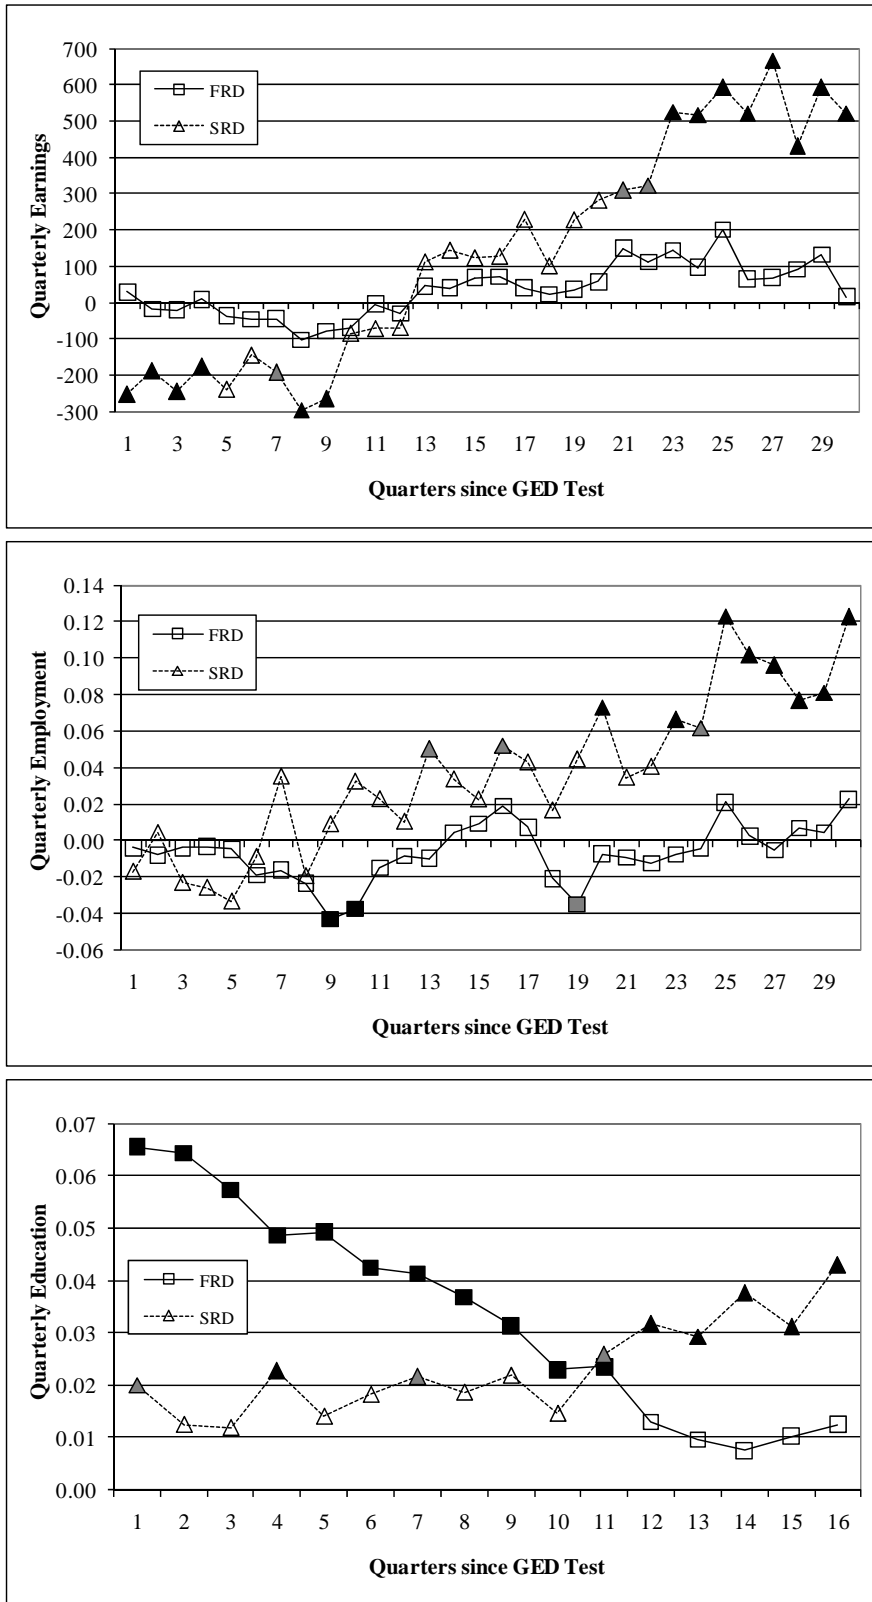 Quarterly Earnings
700
600
500
400
300
200
100
0
-100
-200
-300
FRD
SRD
1 3 5 7 9 11 13 15 17 19 21 23 25 27 29
Quarters since GED Test
Quarterly Employment
0.14
0.12
0.10
0.08
0.06
0.04
0.02
0.00
-0.02
-0.04
-0.06
FRD
SRD
1 3 5 7 9 11 13 15 17 19 21 23 25 27 29
Quarters since GED Test
Quarterly Education
0.07
0.06
0.05
0.04
0.03
0.02
0.01
0.00
FRD
SRD
1 2 3 4 5 6 7 8 9 10 11 12 13 14 15 16
Quarters since GED Test